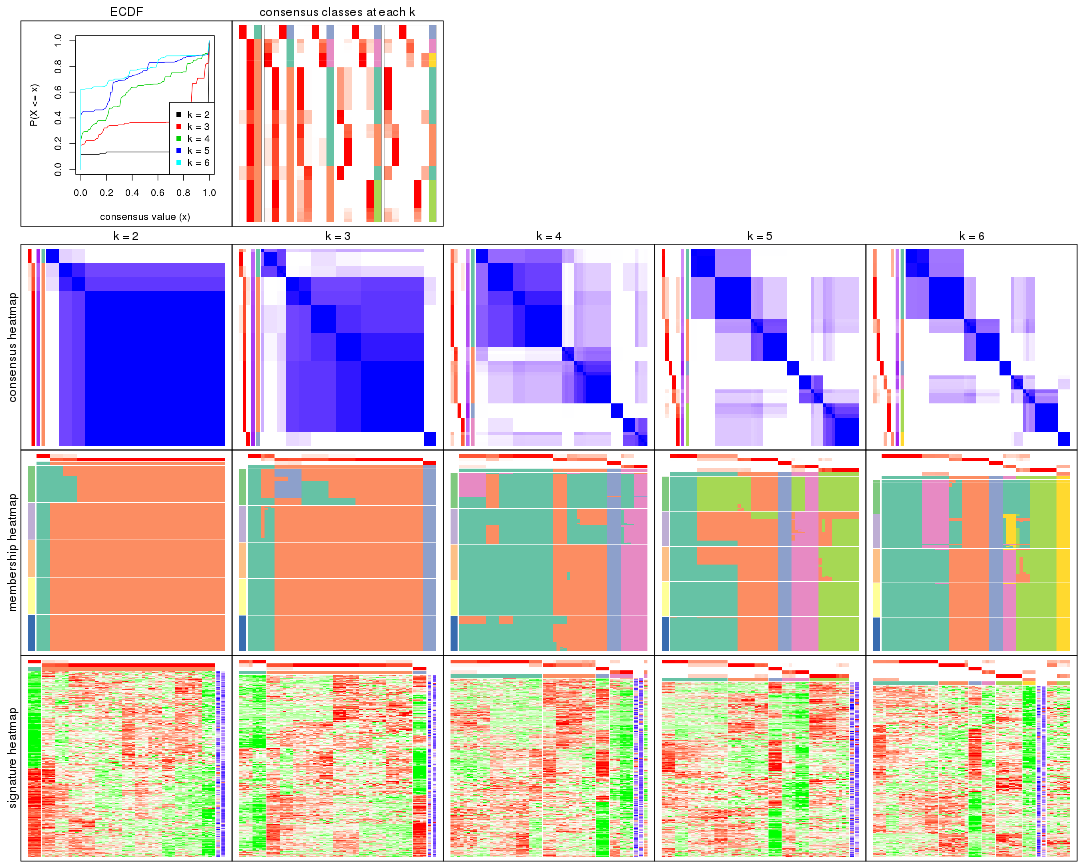 ECDF
consensus classes at each k
P(X <= x)
1.0
0.8
0.6
0.4
0.2
0.0
k = 2
k = 3
k = 4
k = 5
k = 6
0.0 0.2 0.4 0.6 0.8 1.0
consensus value (x)
k = 2
k = 3
k = 4
k = 5
k = 6
consensus heatmap
membership heatmap
signature heatmap